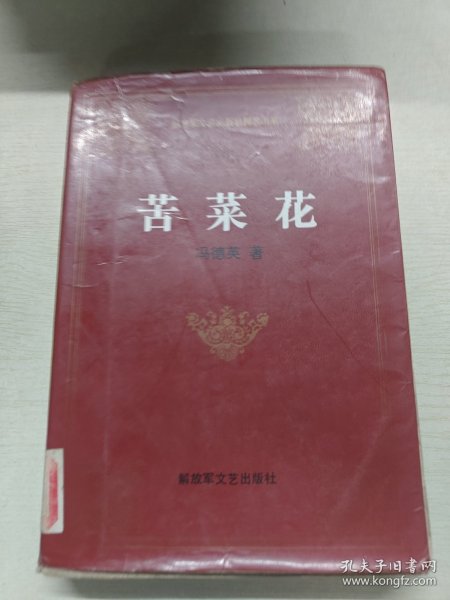 苦菜花
冯德英 著
解放军文艺出版社
孔夫子旧书网
www.kongfz.com